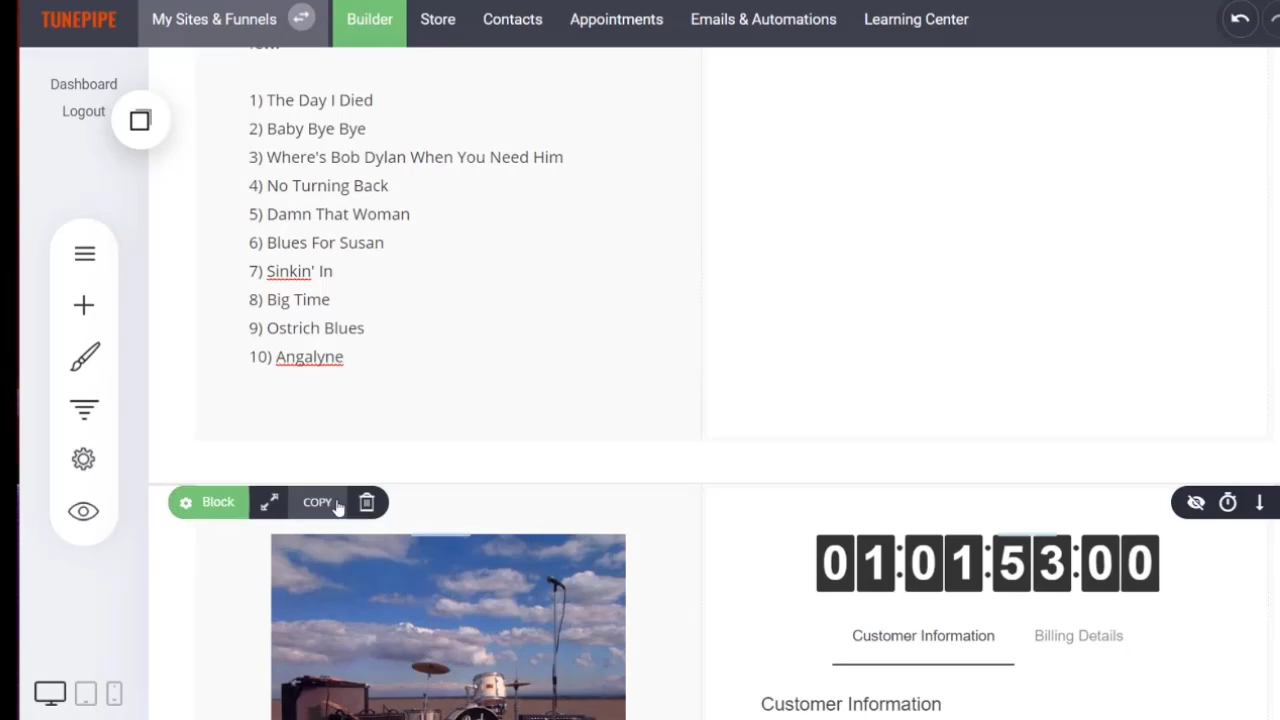 TUNEPIPE My Sites & Funnels Builder Store Contacts Appointments Emails & Automations Learning Center
Dashboard
Logout
1) The Day I Died
2) Baby Bye Bye
3) Where's Bob Dylan When You Need Him
4) No Turning Back
5) Damn That Woman
6) Blues For Susan
7) Sinkin' In
8) Big Time
9) Ostrich Blues
10) Angalyne
Block COPY
01:01:53:00
Customer Information Billing Details
Customer Information